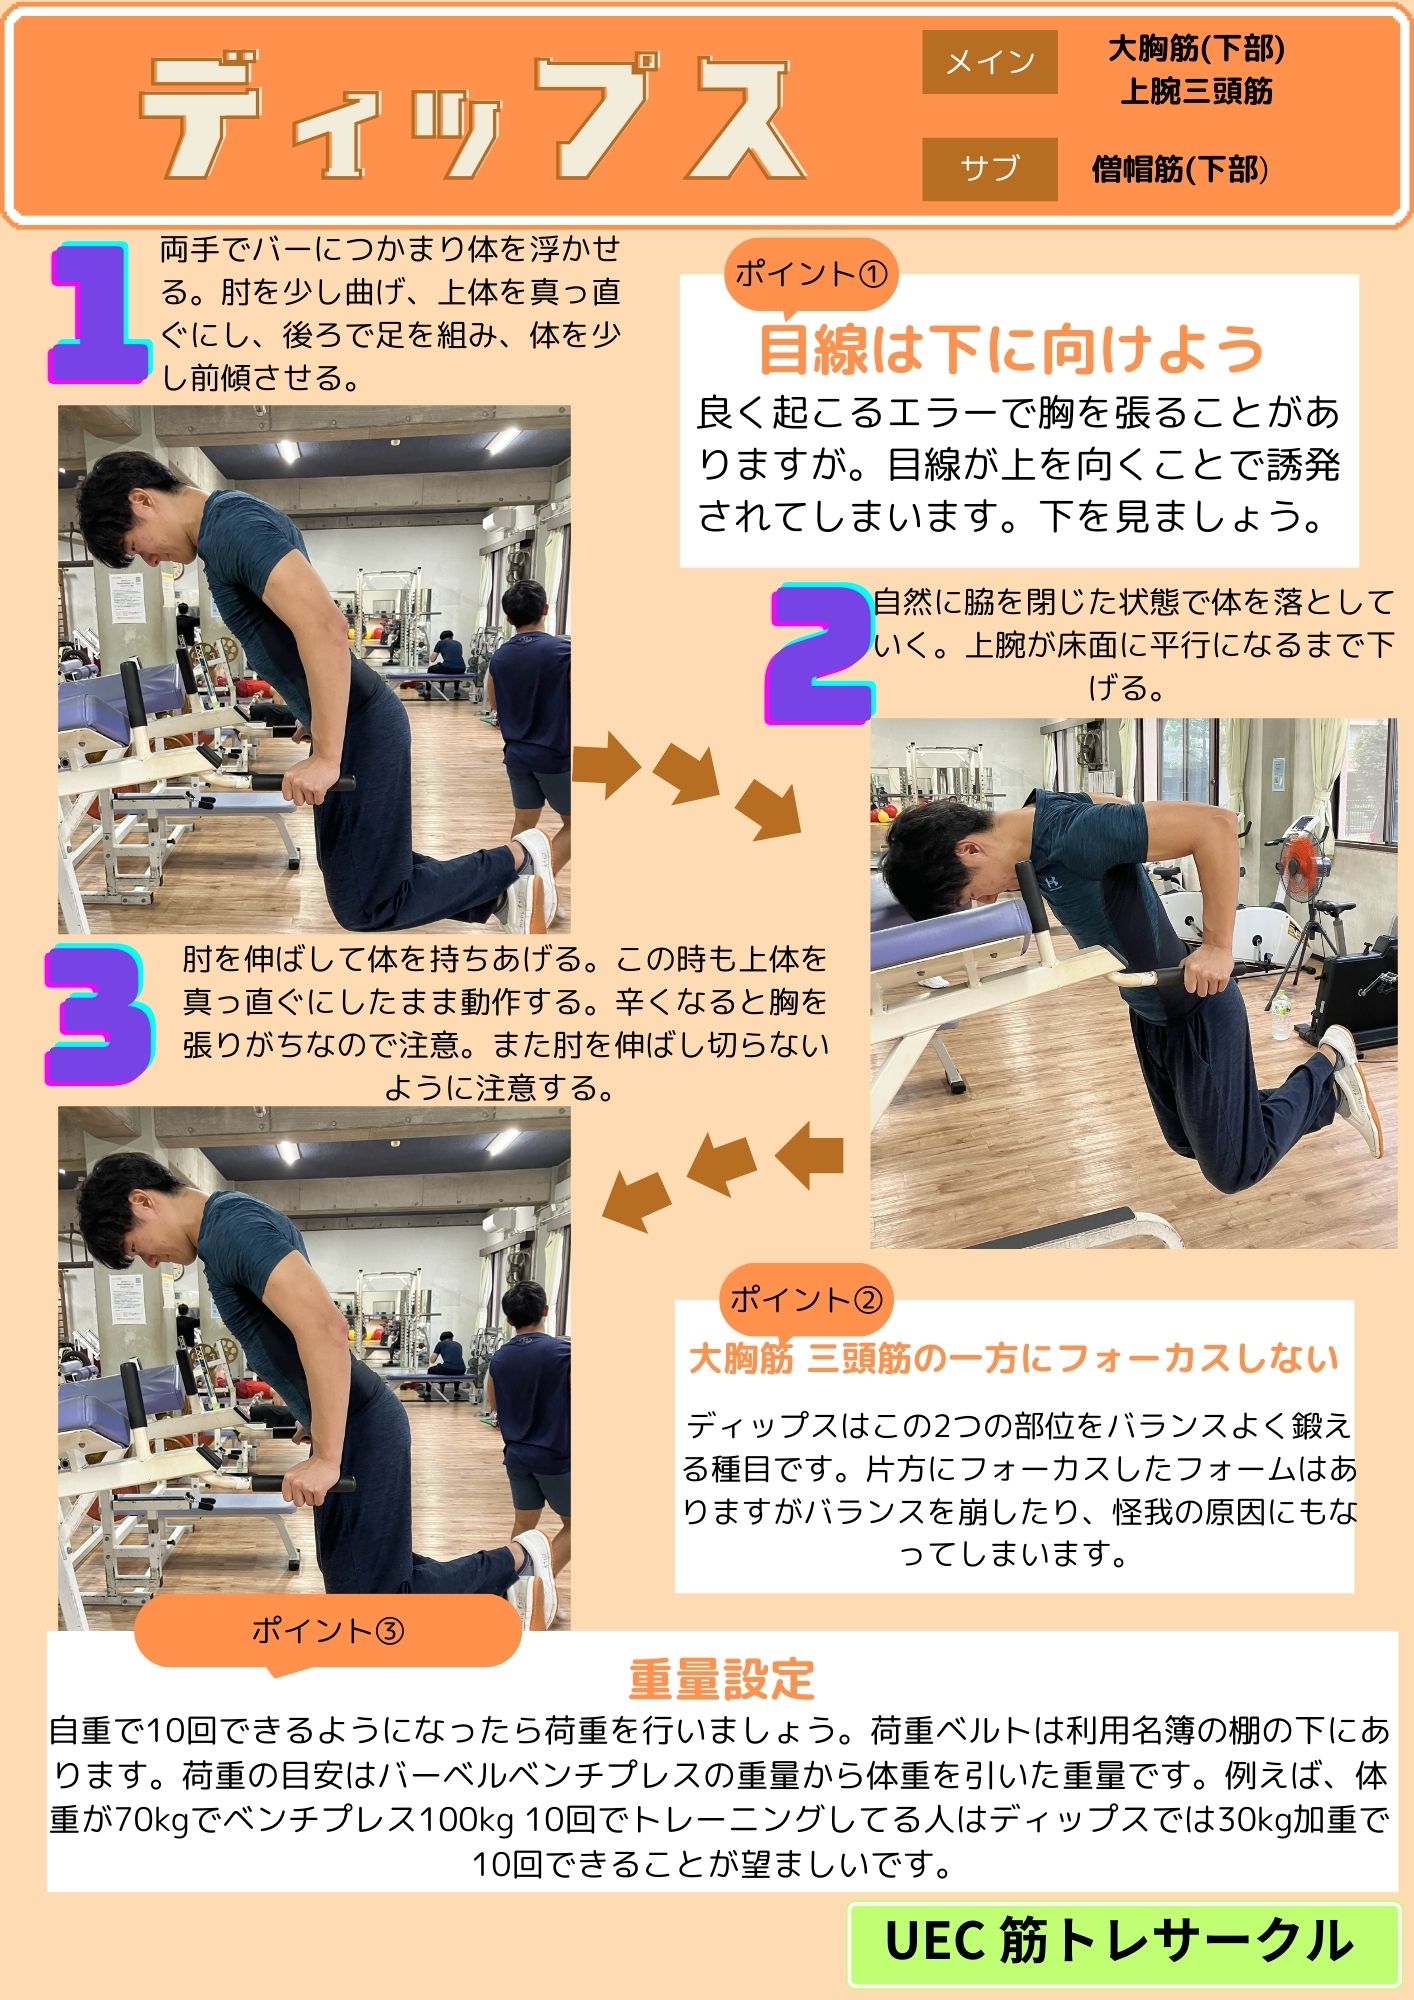 ディップス
メイン
大胸筋(下部)
上腕三頭筋
サブ
僧帽筋(下部)
1
両手でバーにつかまり体を浮かせ
る。肘を少し曲げ、上体を真っ直
ぐにし、後ろで足を組み、体を少
し前傾させる。
ポイント①
目線は下に向けよう
良く起こるエラーで胸を張ることがあ
りますが。目線が上を向くことで誘発
されてしまいます。下を見ましょう。
2
自然に脇を閉じた状態で体を落として
いく。上腕が床面に平行になるまで下
げる。
3
肘を伸ばして体を持ちあげる。この時も上体を
真っ直ぐにしたまま動作する。辛くなると胸を
張りがちなので注意。また肘を伸ばし切らない
ように注意する。
ポイント②
大胸筋 三頭筋の一方にフォーカスしない
ディップスはこの2つの部位をバランスよく鍛え
る種目です。片方にフォーカスしたフォームはあ
りますがバランスを崩したり、怪我の原因にもな
ってしまいます。
ポイント③
重量設定
自重で10回できるようになったら荷重を行いましょう。荷重ベルトは利用名簿の棚の下にあ
ります。荷重の目安はバーベルベンチプレスの重量から体重を引いた重量です。例えば、体
重が70kgでベンチプレス100kg 10回でトレーニングしてる人はディップスでは30kg加重で
10回できることが望ましいです。
UEC 筋トレサークル